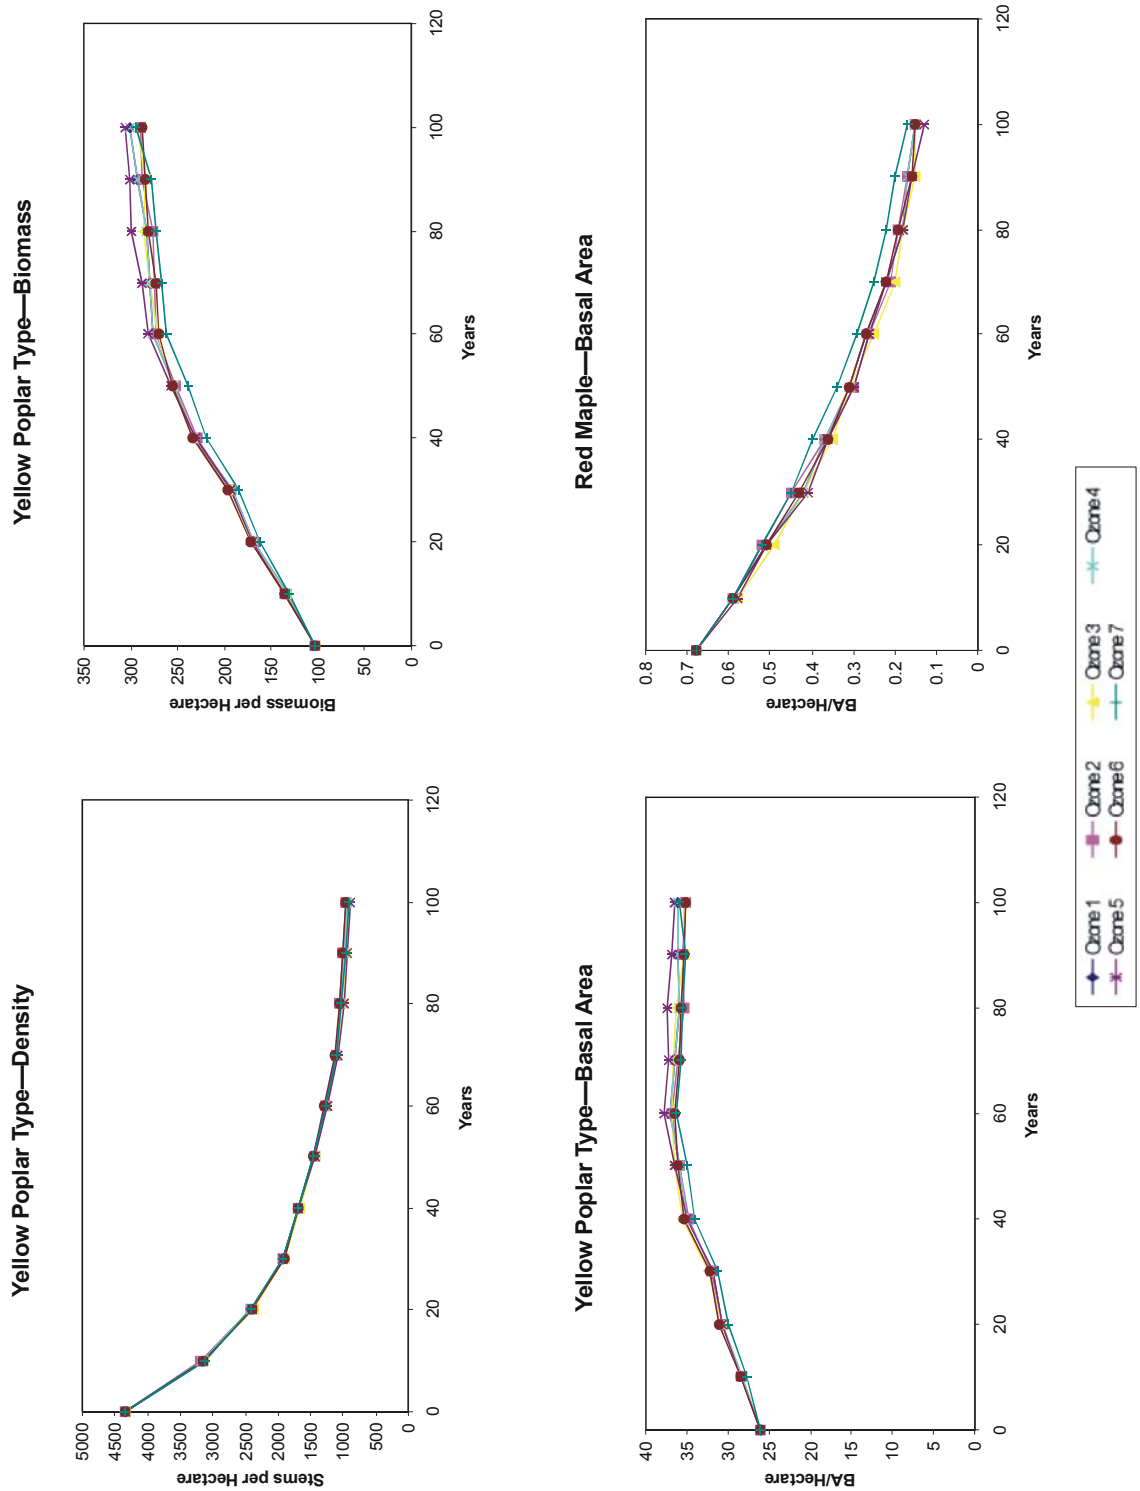 Yellow Poplar Type—Density
Stems per Hectare
5000
4500
4000
3500
3000
2500
2000
1500
1000
500
0
0 20 40 60 80 100 120
Years
Yellow Poplar Type—Biomass
Biomass per Hectare
350
300
250
200
150
100
50
0
0 20 40 60 80 100 120
Years
Yellow Poplar Type—Basal Area
BA/Hectare
40
35
30
25
20
15
10
5
0
0 20 40 60 80 100 120
Years
Red Maple—Basal Area
BA/Hectare
0.8
0.7
0.6
0.5
0.4
0.3
0.2
0.1
0
0 20 40 60 80 100 120
Years
Ozone 1 Ozone 2 Ozone 3 Ozone 4
Ozone 5 Ozone 6 Ozone 7